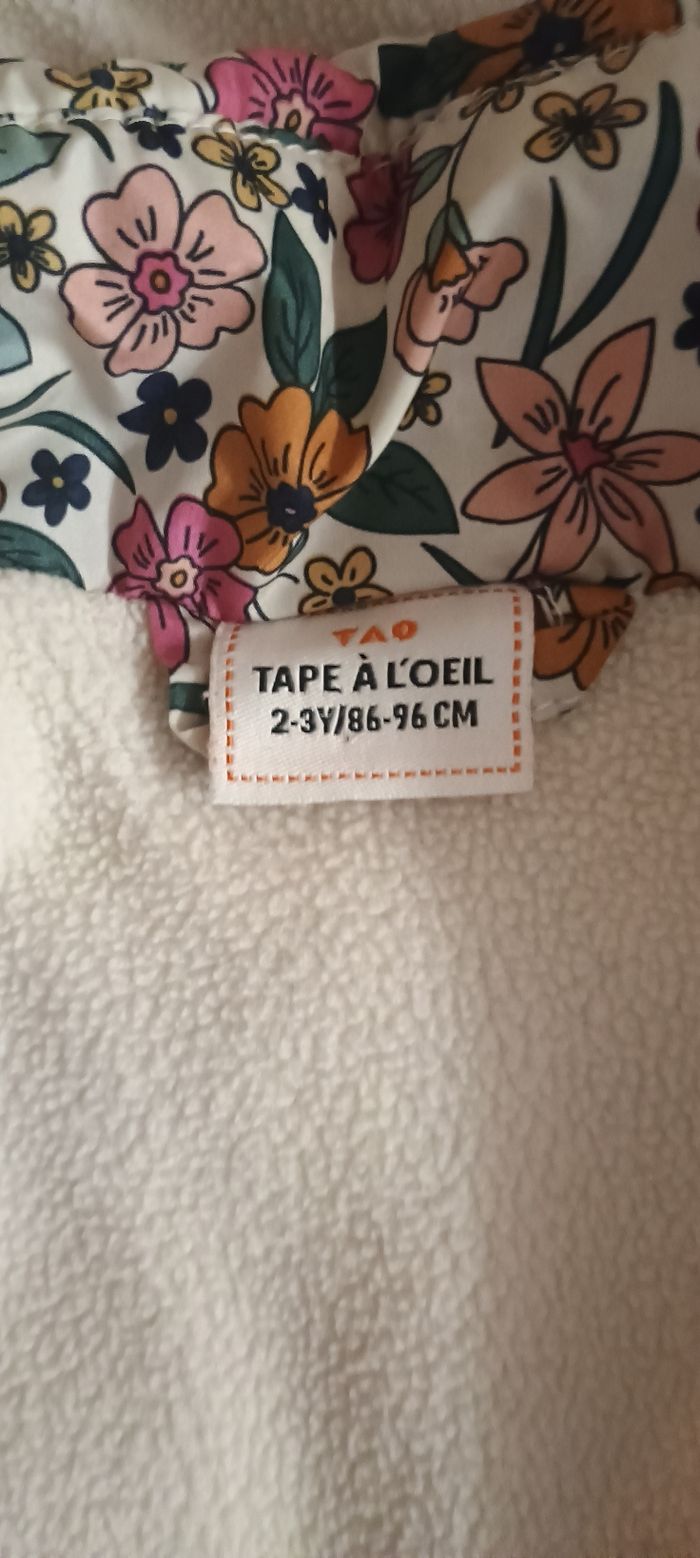 TAO
TAPE À L'OEIL
2-3Y/86-96 CM